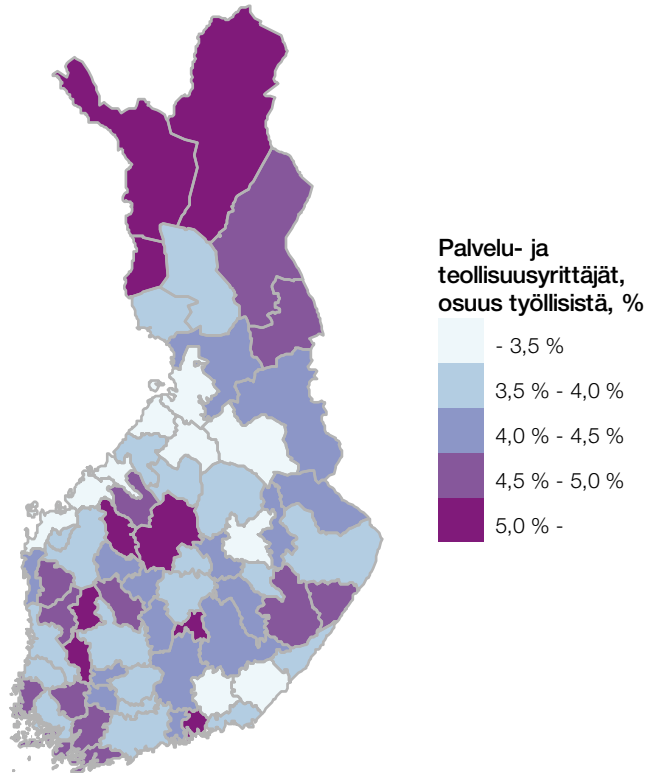 Palvelu- ja
teollisuusyrittäjät,
osuus työllisistä, %
- 3,5 %
3,5 % - 4,0 %
4,0 % - 4,5 %
4,5 % - 5,0 %
5,0 % -